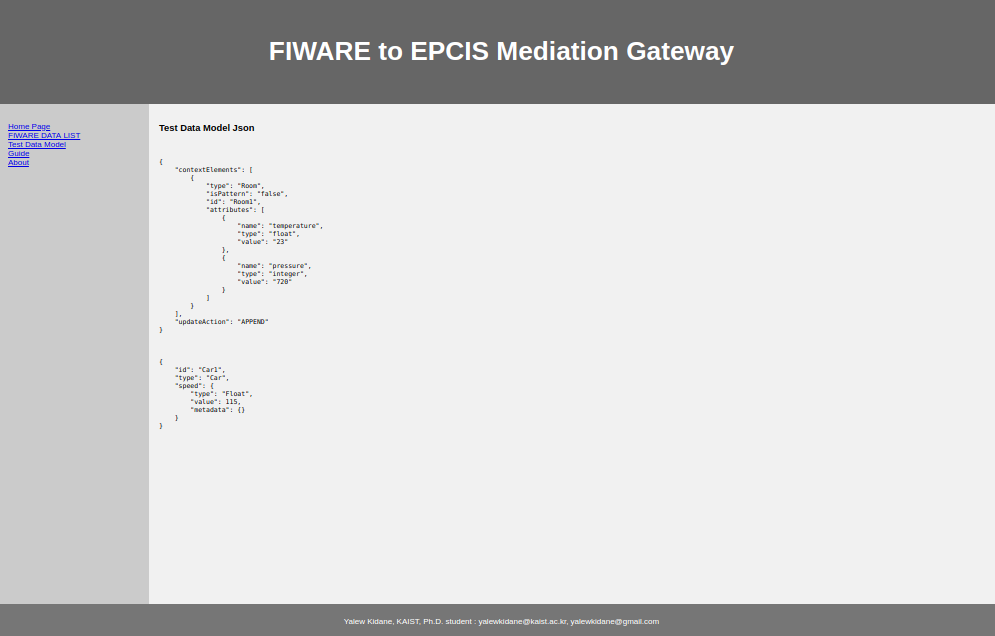 FIWARE to EPCIS Mediation Gateway
Home Page
FIWARE DATA LIST
Test Data Model
Guide
About
Test Data Model Json
{
    "contextElements": [
        {
            "type": "Room",
            "isPattern": "false",
            "id": "Room1",
            "attributes": [
                {
                    "name": "temperature",
                    "type": "float",
                    "value": "23"
                },
                {
                    "name": "pressure",
                    "type": "integer",
                    "value": "720"
                }
            ]
        }
    ],
    "updateAction": "APPEND"
}
{
    "id": "Car1",
    "type": "Car",
    "speed": {
        "type": "Float",
        "value": 115,
        "metadata": {}
    }
}
Yalew Kidane, KAIST, Ph.D. student : yalewkidane@kaist.ac.kr, yalewkidane@gmail.com